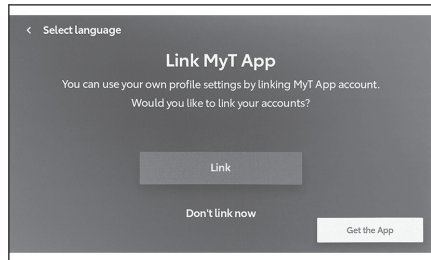 < Select language
Link MyT App
You can use your own profile settings by linking MyT App account.
Would you like to link your accounts?
Link
Don't link now
Get the App